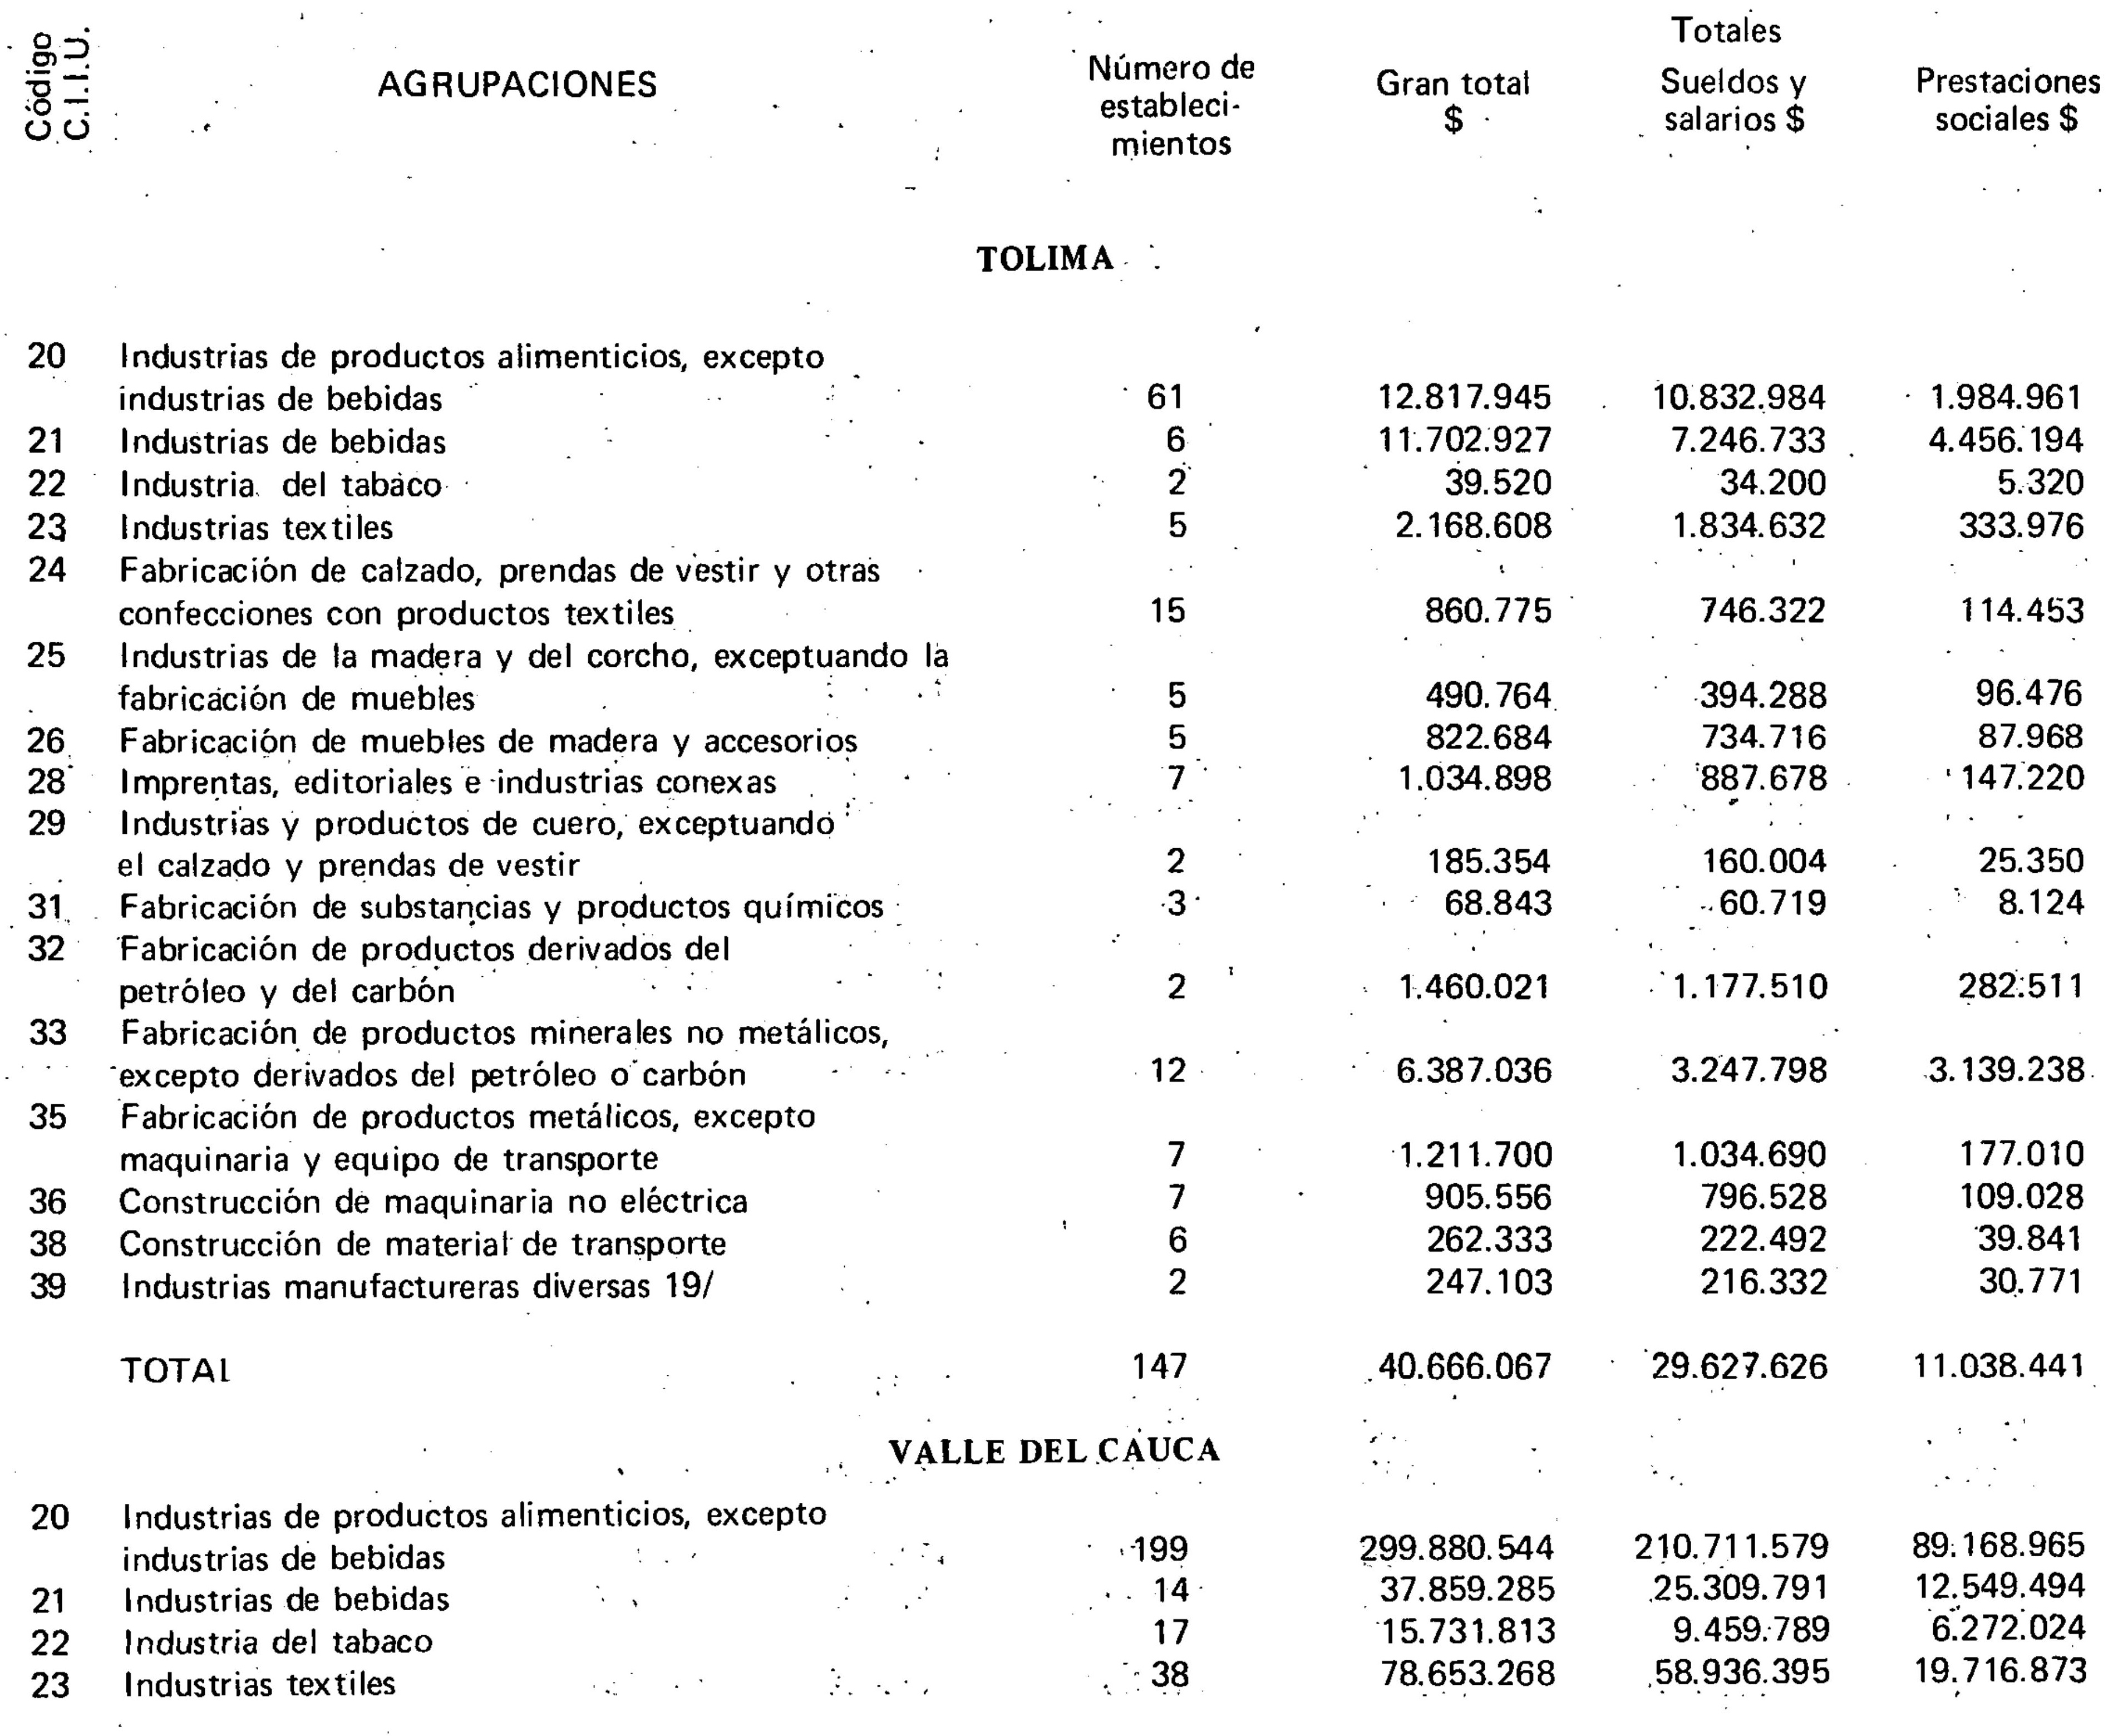 Código C.I.I.U. AGRUPACIONES Número de estableci- mientos Gran total $ Totales Sueldos y salarios $ Prestaciones sociales $
TOLIMA
20 Industrias de productos alimenticios, excepto
industrias de bebidas 61 12.817.945 10.832.984 1.984.961
21 Industrias de bebidas 6 11.702.927 7.246.733 4.456.194
22 Industria del tabaco 2 39.520 34.200 5.320
23 Industrias textiles 5 2.168.608 1.834.632 333.976
24 Fabricación de calzado, prendas de vestir y otras
confecciones con productos textiles 15 860.775 746.322 114.453
25 Industrias de la madera y del corcho, exceptuando la
fabricación de muebles 5 490.764 394.288 96.476
26 Fabricación de muebles de madera y accesorios 5 822.684 734.716 87.968
28 Imprentas, editoriales e industrias conexas 7 1.034.898 887.678 147.220
29 Industrias y productos de cuero, exceptuando
el calzado y prendas de vestir 2 185.354 160.004 25.350
31 Fabricación de substancias y productos químicos 3 68.843 60.719 8.124
32 Fabricación de productos derivados del
petróleo y del carbón 2 1.460.021 1.177.510 282.511
33 Fabricación de productos minerales no metálicos,
excepto derivados del petróleo o carbón 12 6.387.036 3.247.798 3.139.238
35 Fabricación de productos metálicos, excepto
maquinaria y equipo de transporte 7 1.211.700 1.034.690 177.010
36 Construcción de maquinaria no eléctrica 7 905.556 796.528 109.028
38 Construcción de material de transporte 6 262.333 222.492 39.841
39 Industrias manufactureras diversas 19/ 2 247.103 216.332 30.771
TOTAL 147 40.666.067 29.627.626 11.038.441
VALLE DEL CAUCA
20 Industrias de productos alimenticios, excepto
industrias de bebidas 199 299.880.544 210.711.579 89.168.965
21 Industrias de bebidas 14 37.859.285 25.309.791 12.549.494
22 Industria del tabaco 17 15.731.813 9.459.789 6.272.024
23 Industrias textiles 38 78.653.268 58.936.395 19.716.873